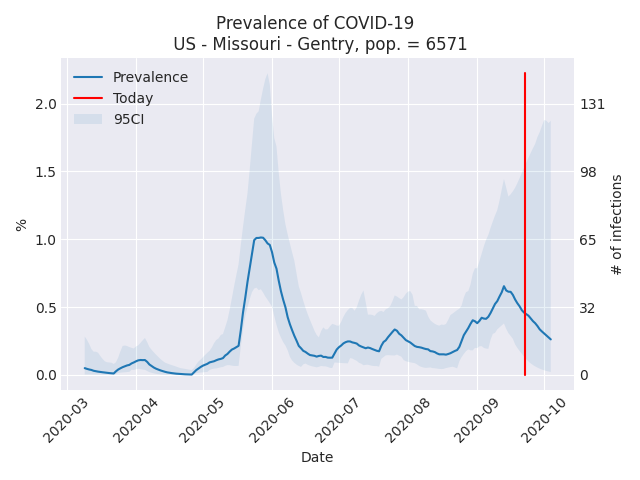 Prevalence of COVID-19
US - Missouri - Gentry, pop. = 6571
Prevalence
Today
95CI
2.0
1.5
1.0
0.5
0.0
%
131
98
65
32
0
# of infections
2020-03
2020-04
2020-05
2020-06
2020-07
2020-08
2020-09
2020-10
Date